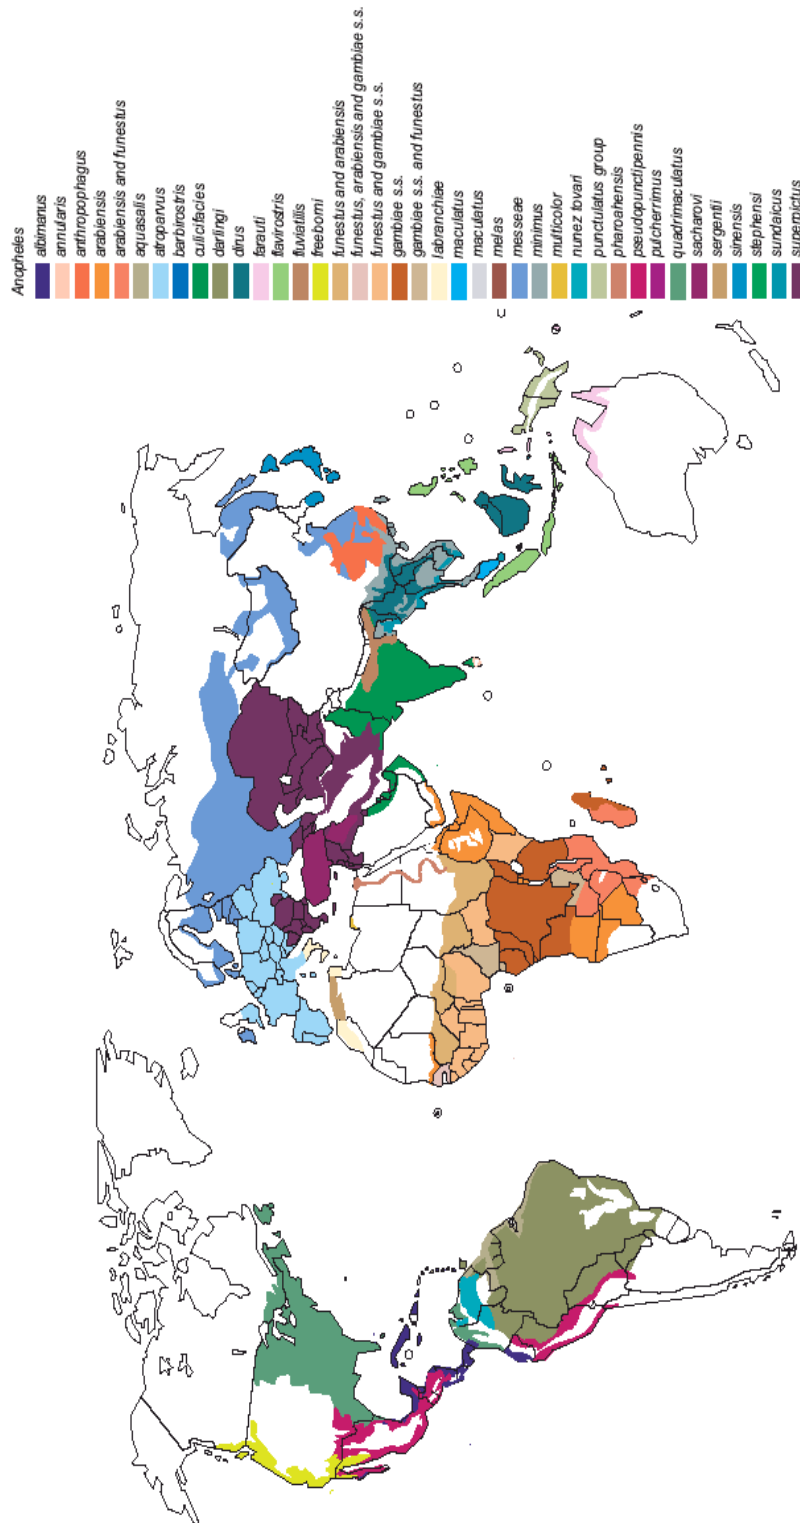 Anopheles
albimanus
annularis
anthropophagus
arabiensis
arabiensis and funestus
aquasalis
atroparvus
barbirostris
culicifacies
darlingi
dirus
farauti
flavirostris
fluviatilis
freeborni
funestus and arabiensis
funestus, arabiensis and gambiae s.s.
funestus and gambiae s.s.
gambiae s.s.
gambiae s.s. and funestus
labranchiae
maculatus
maculatus
melas
messeae
minimus
multicolor
nunez tovari
punctulatus group
pharoahensis
pseudopunctipennis
pulcherrimus
quadrimaculatus
sacharovi
sergentii
sinensis
stephensi
sundaicus
superpictus